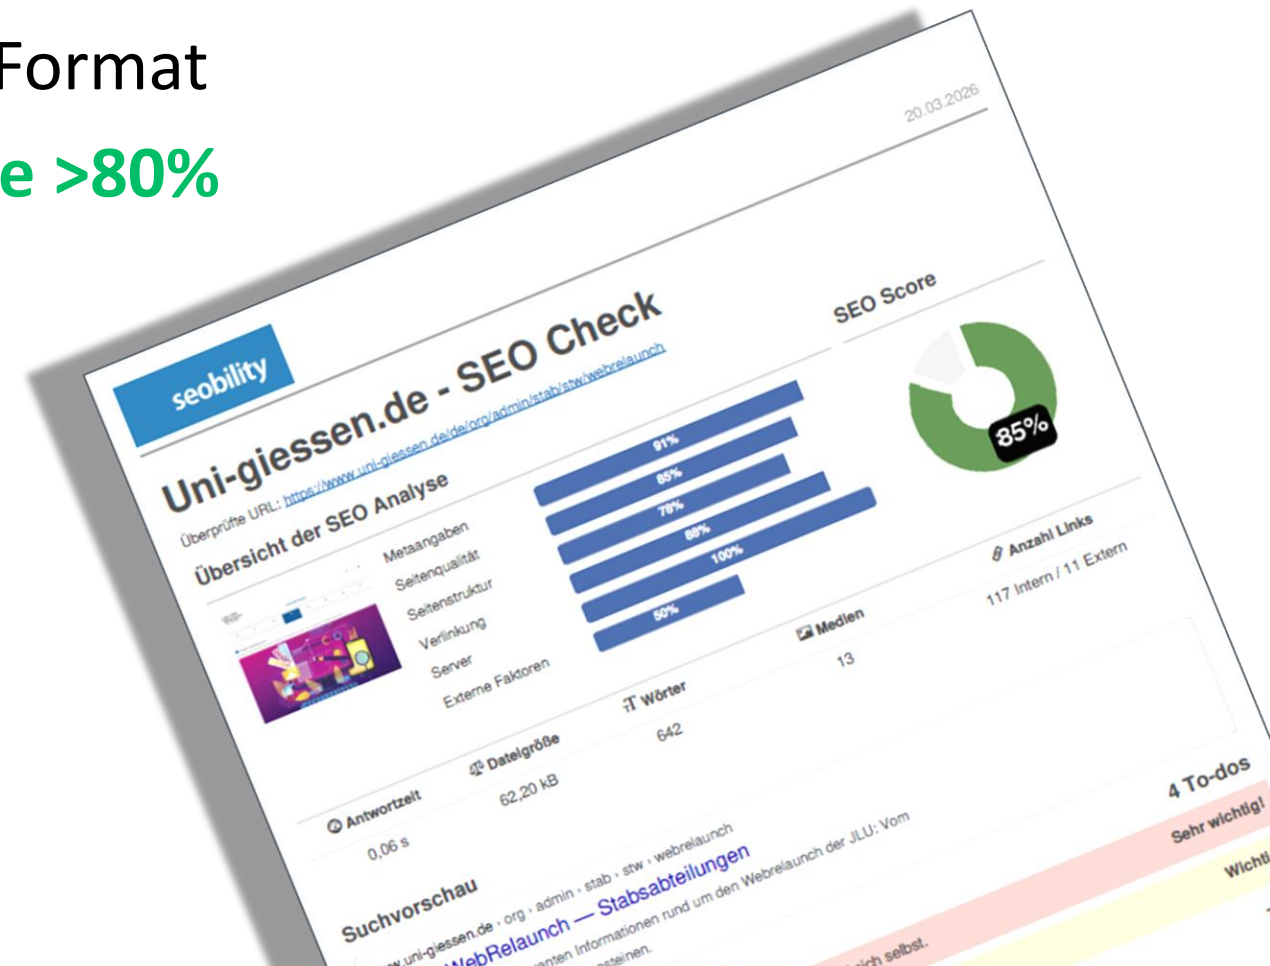 Format
e >80%
20.03.2026
seobility
Uni-giessen.de - SEO Check
Überprüfte URL: https://www.uni-giessen.de/de/org/admin/stab/stw/webrelaunch
Übersicht der SEO Analyse
SEO Score
Metaangaben 91%
Seitenqualität 85%
Seitenstruktur 78%
Verlinkung 88%
Server 100%
Externe Faktoren 50%
85%
Antwortzeit
0,06 s
Dateigröße
62,20 kB
Wörter
642
Medien
13
Anzahl Links
117 Intern / 11 Extern
Suchvorschau
uni-giessen.de › org › admin › stab › stw › webrelaunch
WebRelaunch — Stabsabteilungen
Informationen rund um den Webrelaunch der JLU: Vom
4 To-dos
Sehr wichtig!
selbst.